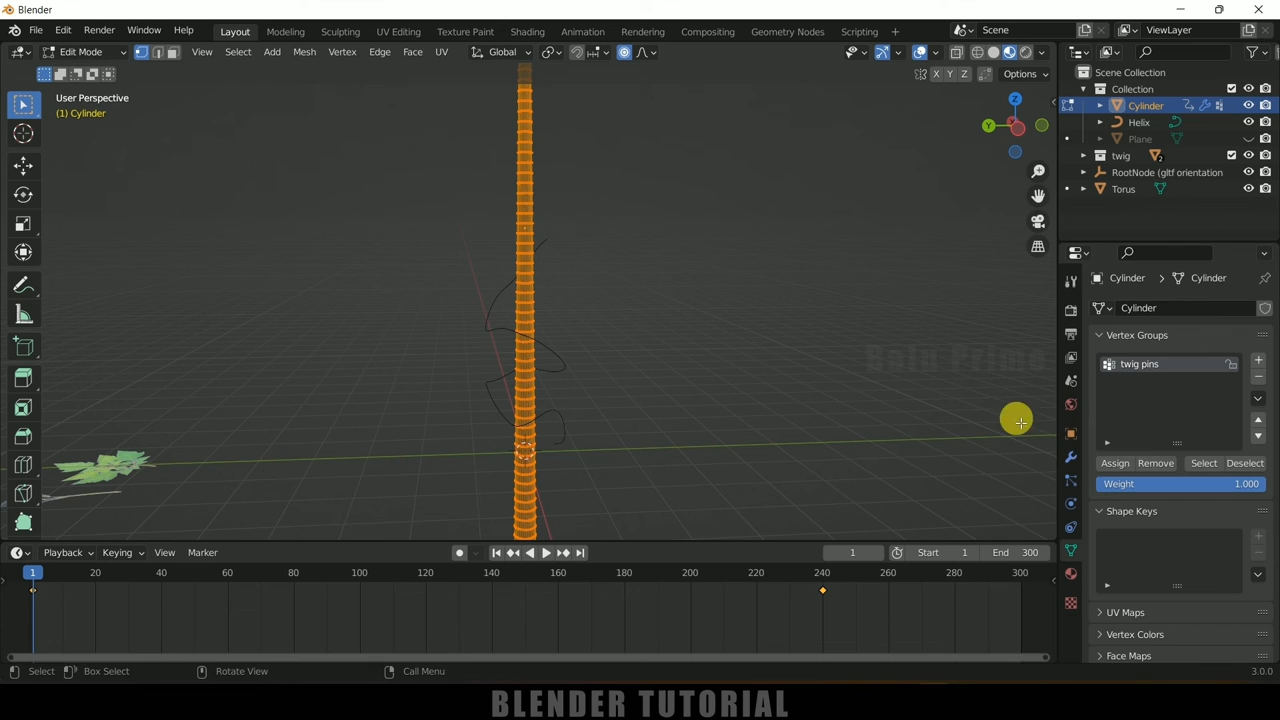 Blender
File Edit Render Window Help Layout Modeling Sculpting UV Editing Texture Paint Shading Animation Rendering Compositing Geometry Nodes Scripting + Scene ViewLayer
Edit Mode View Select Add Mesh Vertex Edge Face UV Global
X Y Z Options
User Perspective
(1) Cylinder
Z
Y
Scene Collection
Collection
Cylinder
Helix
Plane
twig 2
RootNode (gltf orientation
Torus
Cylinder > Cylinder
Cylinder
Vertex Groups
twig pins
Assign Remove Select Deselect
Weight 1.000
Shape Keys
UV Maps
Vertex Colors
Face Maps
Playback Keying View Marker 1 Start 1 End 300
1 20 40 60 80 100 120 140 160 180 200 220 240 260 280 300
Select Box Select Rotate View Call Menu 3.0.0
BLENDER TUTORIAL